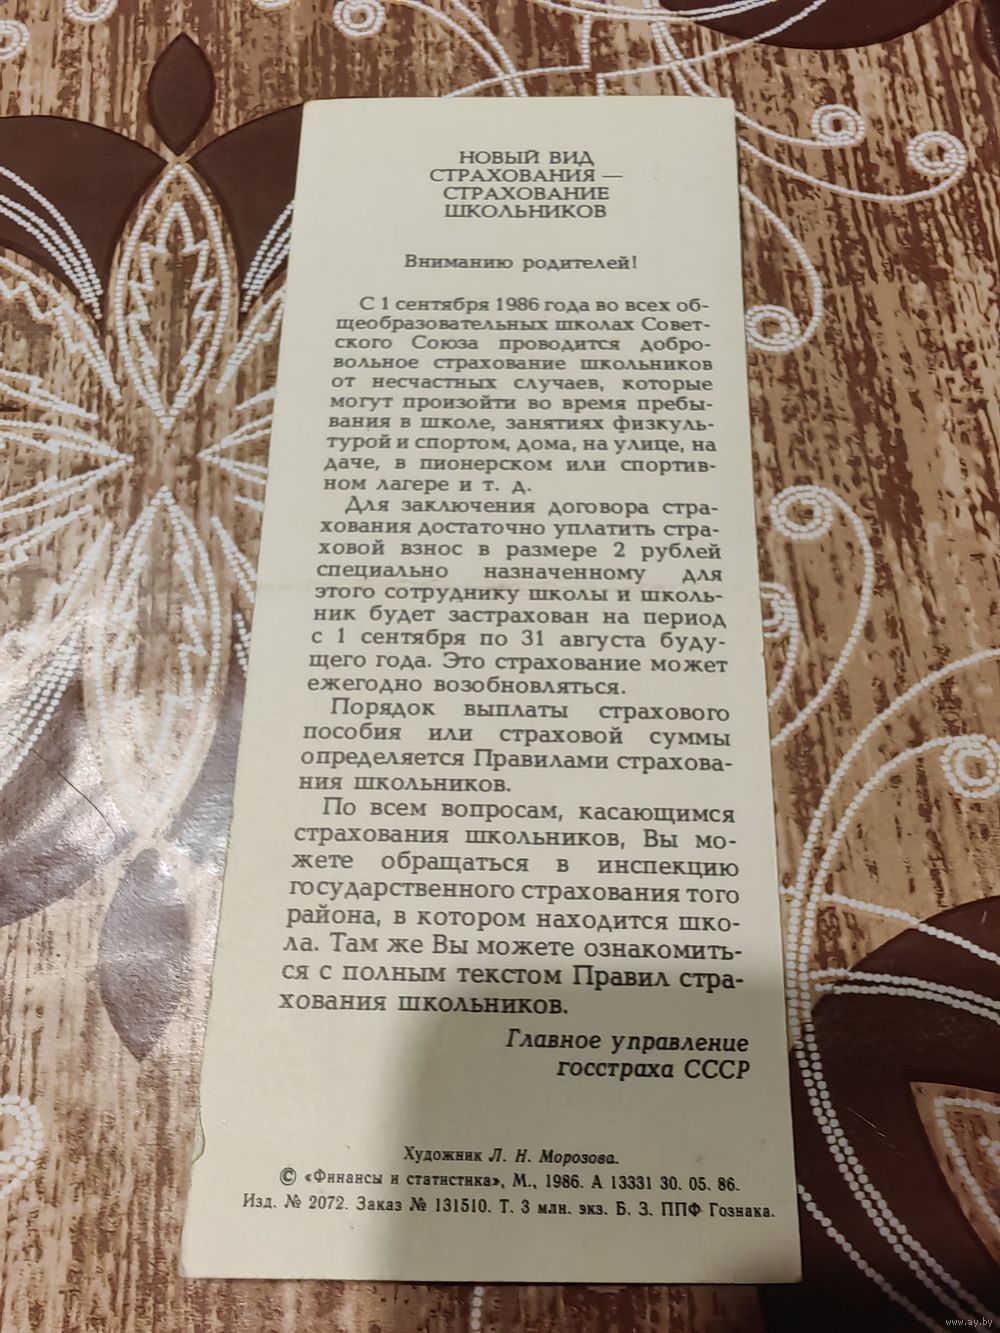 НОВЫЙ ВИД
СТРАХОВАНИЯ —
СТРАХОВАНИЕ
ШКОЛЬНИКОВ
Вниманию родителей!
С 1 сентября 1986 года во всех об-
щеобразовательных школах Совет-
ского Союза проводится добро-
вольное страхование школьников
от несчастных случаев, которые
могут произойти во время пребы-
вания в школе, занятиях физкуль-
турой и спортом, дома, на улице, на
даче, в пионерском или спортив-
ном лагере и т. д.
Для заключения договора стра-
хования достаточно уплатить стра-
ховой взнос в размере 2 рублей
специально назначенному для
этого сотруднику школы и школь-
ник будет застрахован на период
с 1 сентября по 31 августа буду-
щего года. Это страхование может
ежегодно возобновляться.
Порядок выплаты страхового
пособия или страховой суммы
определяется Правилами страхова-
ния школьников.
По всем вопросам, касающимся
страхования школьников, Вы мо-
жете обращаться в инспекцию
государственного страхования того
района, в котором находится шко-
ла. Там же Вы можете ознакомить-
ся с полным текстом Правил стра-
хования школьников.
Главное управление
госстраха СССР
Художник Л. Н. Морозова.
© «Финансы и статистика», М., 1986. А 13331 30. 05. 86.
Изд. № 2072. Заказ № 131510. Т. 3 млн. экз. Б. З. ППФ Гознака.
www.ay.by